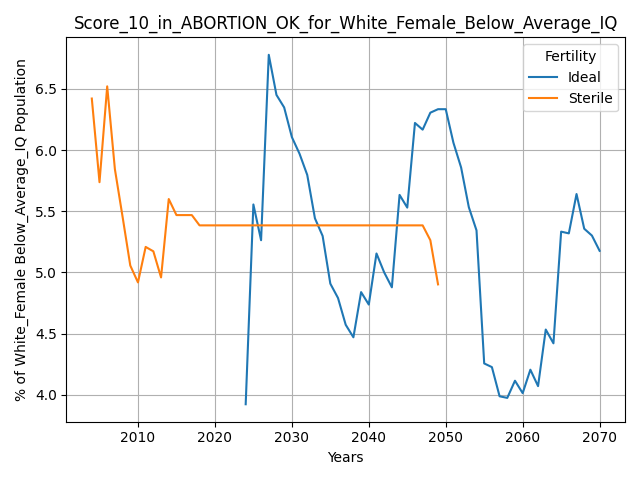 Score_10_in_ABORTION_OK_for_White_Female_Below_Average_IQ
Fertility
Ideal
Sterile
% of White_Female Below_Average_IQ Population
6.5
6.0
5.5
5.0
4.5
4.0
2010 2020 2030 2040 2050 2060 2070
Years